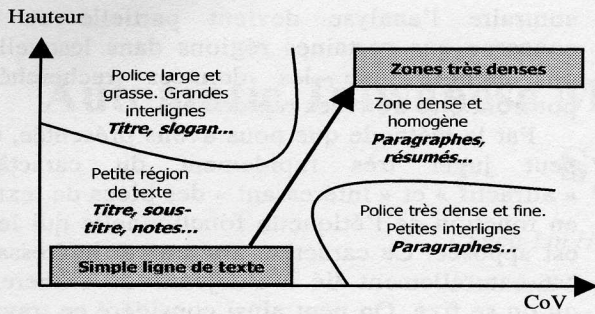 Hauteur
Police large et
grasse. Grandes
interlignes
Titre, slogan...
Zones très denses
Zone dense et
homogène
Paragraphes,
résumés...
Petite région
de texte
Titre, sous-
titre, notes...
Police très dense et fine.
Petites interlignes
Paragraphes...
Simple ligne de texte
CoV